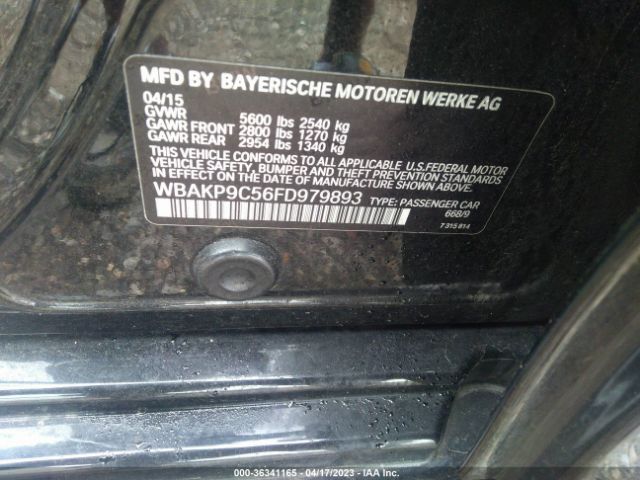 MFD BY BAYERISCHE MOTOREN WERKE AG
04/15
GVWR 5600 lbs 2540 kg
GAWR FRONT 2800 lbs 1270 kg
GAWR REAR 2954 lbs 1340 kg
THIS VEHICLE CONFORMS TO ALL APPLICABLE U.S.FEDERAL MOTOR
VEHICLE SAFETY, BUMPER, AND THEFT PREVENTION STANDARDS
IN EFFECT ON THE DATE OF MANUFACTURE SHOWN ABOVE.
WBAKP9C56FD979893 TYPE: PASSENGER CAR
668/9
7 315 814
000-36341165 - 04/17/2023 - IAA Inc.